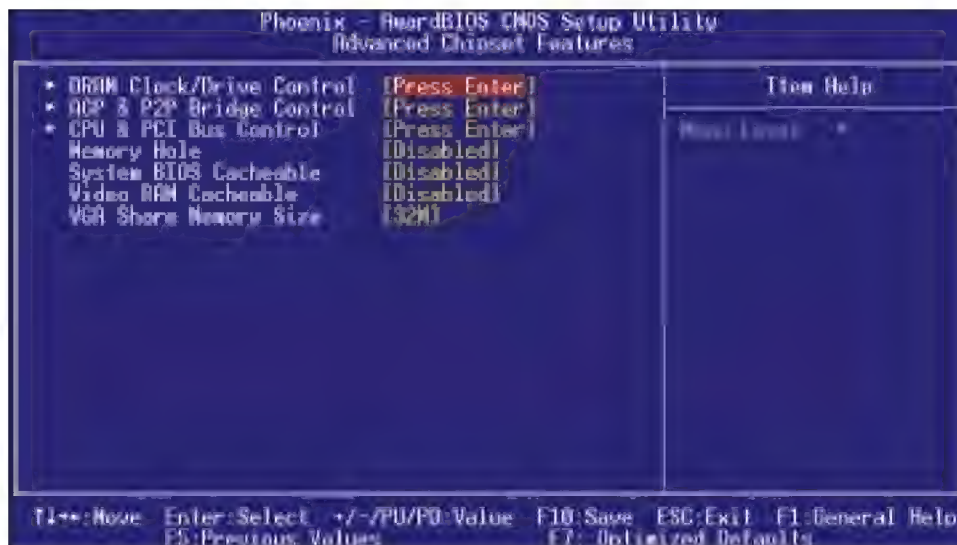 Phoenix - AwardBIOS CMOS Setup Utility
Advanced Chipset Features
DRAM Clock/Drive Control [Press Enter]
AGP & P2P Bridge Control [Press Enter]
CPU & PCI Bus Control [Press Enter]
Memory Hole [Disabled]
System BIOS Cacheable [Disabled]
Video RAM Cacheable [Disabled]
VGA Share Memory Size [32M]
Item Help
Menu Level
↑↓→←:Move Enter:Select +/-/PU/PD:Value F10:Save ESC:Exit F1:General Help
F5:Previous Values F7: Optimized Defaults